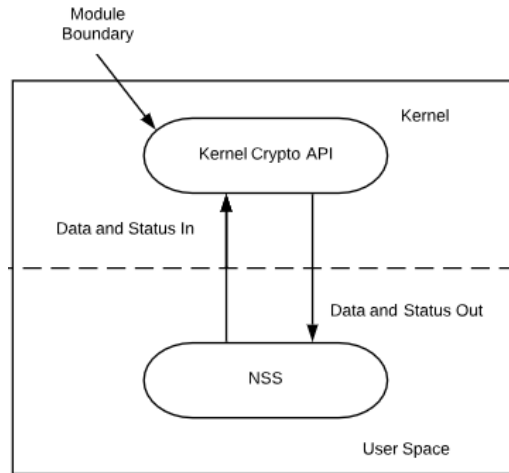 Module
Boundary
Kernel
Kernel Crypto API
Data and Status In
Data and Status Out
NSS
User Space